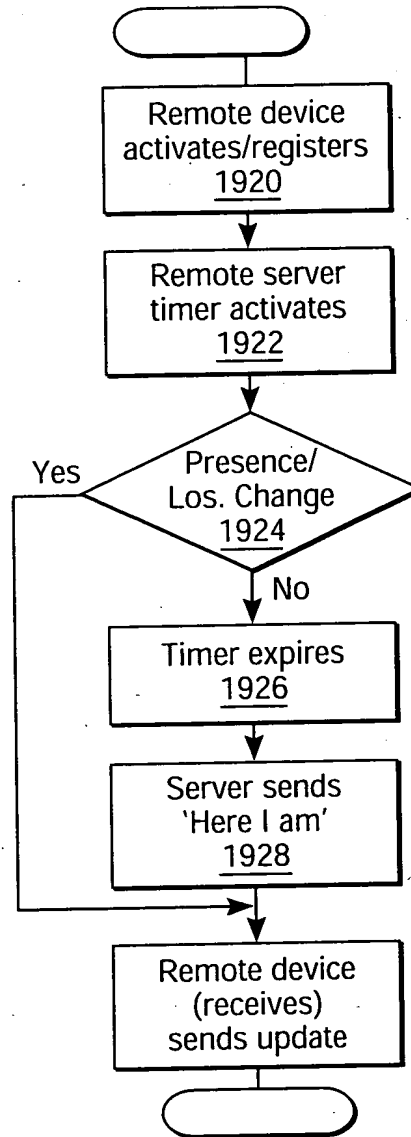 Remote device
activates/registers
1920
Remote server
timer activates
1922
Presence/
Los. Change
1924
Yes
No
Timer expires
1926
Server sends
'Here I am'
1928
Remote device
(receives)
sends update